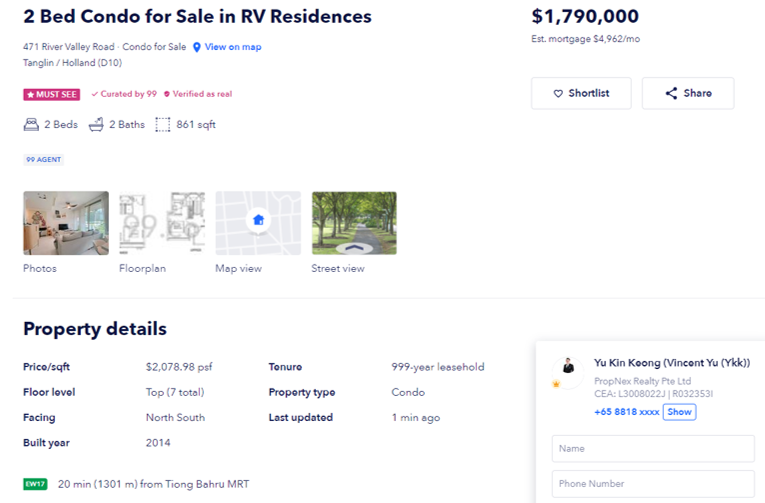 2 Bed Condo for Sale in RV Residences
$1,790,000
471 River Valley Road · Condo for Sale View on map
Est. mortgage $4,962/mo
Tanglin / Holland (D10)
MUST SEE Curated by 99 Verified as real
Shortlist
Share
2 Beds 2 Baths 861 sqft
99 AGENT
Photos
Floorplan
Map view
Street view
Property details
Price/sqft $2,078.98 psf Tenure 999-year leasehold
Floor level Top (7 total) Property type Condo
Facing North South Last updated 1 min ago
Built year 2014
EW17 20 min (1301 m) from Tiong Bahru MRT
Yu Kin Keong (Vincent Yu (Ykk))
PropNex Realty Pte Ltd
CEA: L3008022J | R032353I
+65 8818 xxxx Show
Name
Phone Number